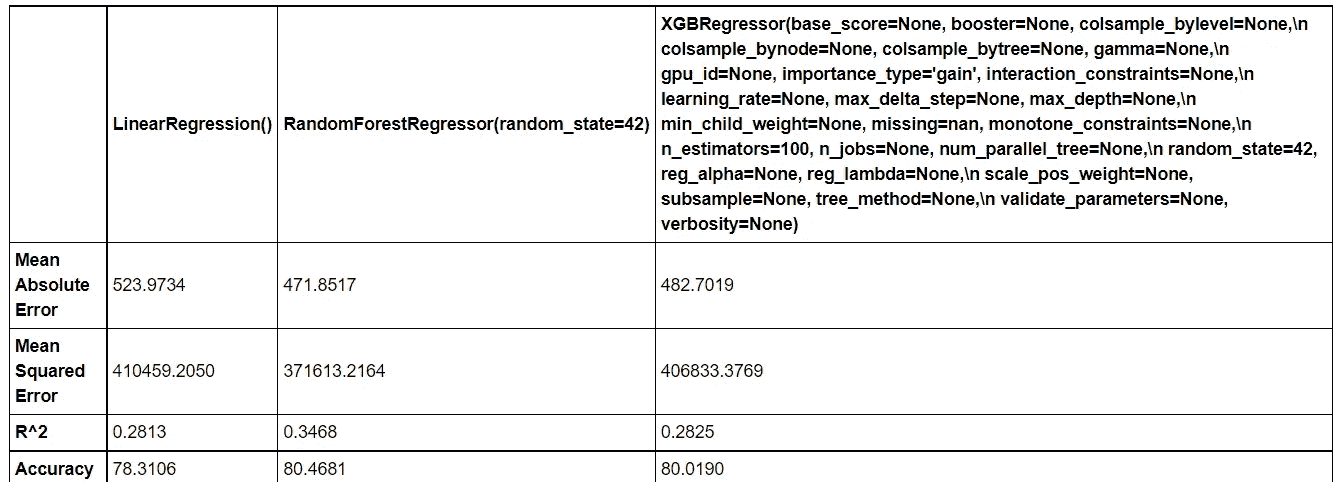 LinearRegression() RandomForestRegressor(random_state=42) XGBRegressor(base_score=None, booster=None, colsample_bylevel=None,\n
colsample_bynode=None, colsample_bytree=None, gamma=None,\n
gpu_id=None, importance_type='gain', interaction_constraints=None,\n
learning_rate=None, max_delta_step=None, max_depth=None,\n
min_child_weight=None, missing=nan, monotone_constraints=None,\n
n_estimators=100, n_jobs=None, num_parallel_tree=None,\n random_state=42,
reg_alpha=None, reg_lambda=None,\n scale_pos_weight=None,
subsample=None, tree_method=None,\n validate_parameters=None,
verbosity=None)
Mean
Absolute
Error
523.9734 471.8517 482.7019
Mean
Squared
Error
410459.2050 371613.2164 406833.3769
R^2 0.2813 0.3468 0.2825
Accuracy 78.3106 80.4681 80.0190